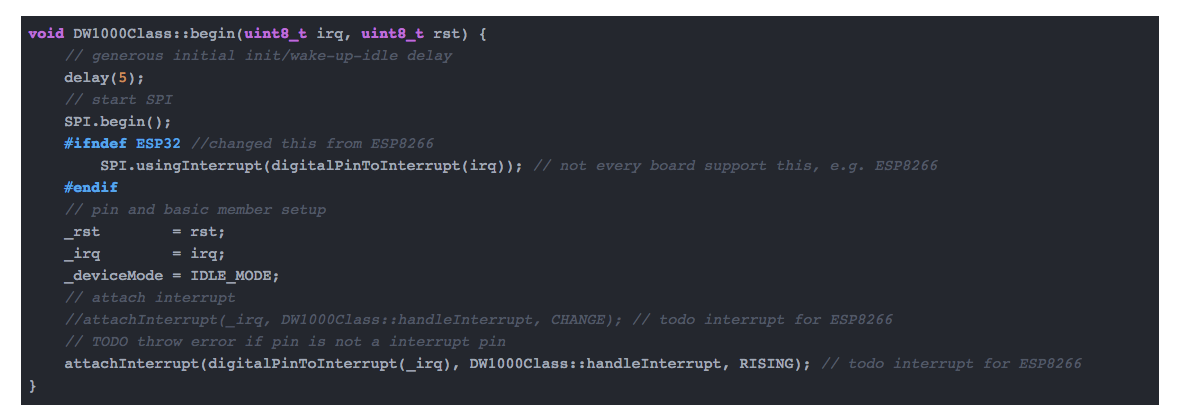 void DW1000Class::begin(uint8_t irq, uint8_t rst) {
    // generous initial init/wake-up-idle delay
    delay(5);
    // start SPI
    SPI.begin();
    #ifndef ESP32 //changed this from ESP8266
        SPI.usingInterrupt(digitalPinToInterrupt(irq)); // not every board support this, e.g. ESP8266
    #endif
    // pin and basic member setup
    _rst        = rst;
    _irq        = irq;
    _deviceMode = IDLE_MODE;
    // attach interrupt
    //attachInterrupt(_irq, DW1000Class::handleInterrupt, CHANGE); // todo interrupt for ESP8266
    // TODO throw error if pin is not a interrupt pin
    attachInterrupt(digitalPinToInterrupt(_irq), DW1000Class::handleInterrupt, RISING); // todo interrupt for ESP8266
}